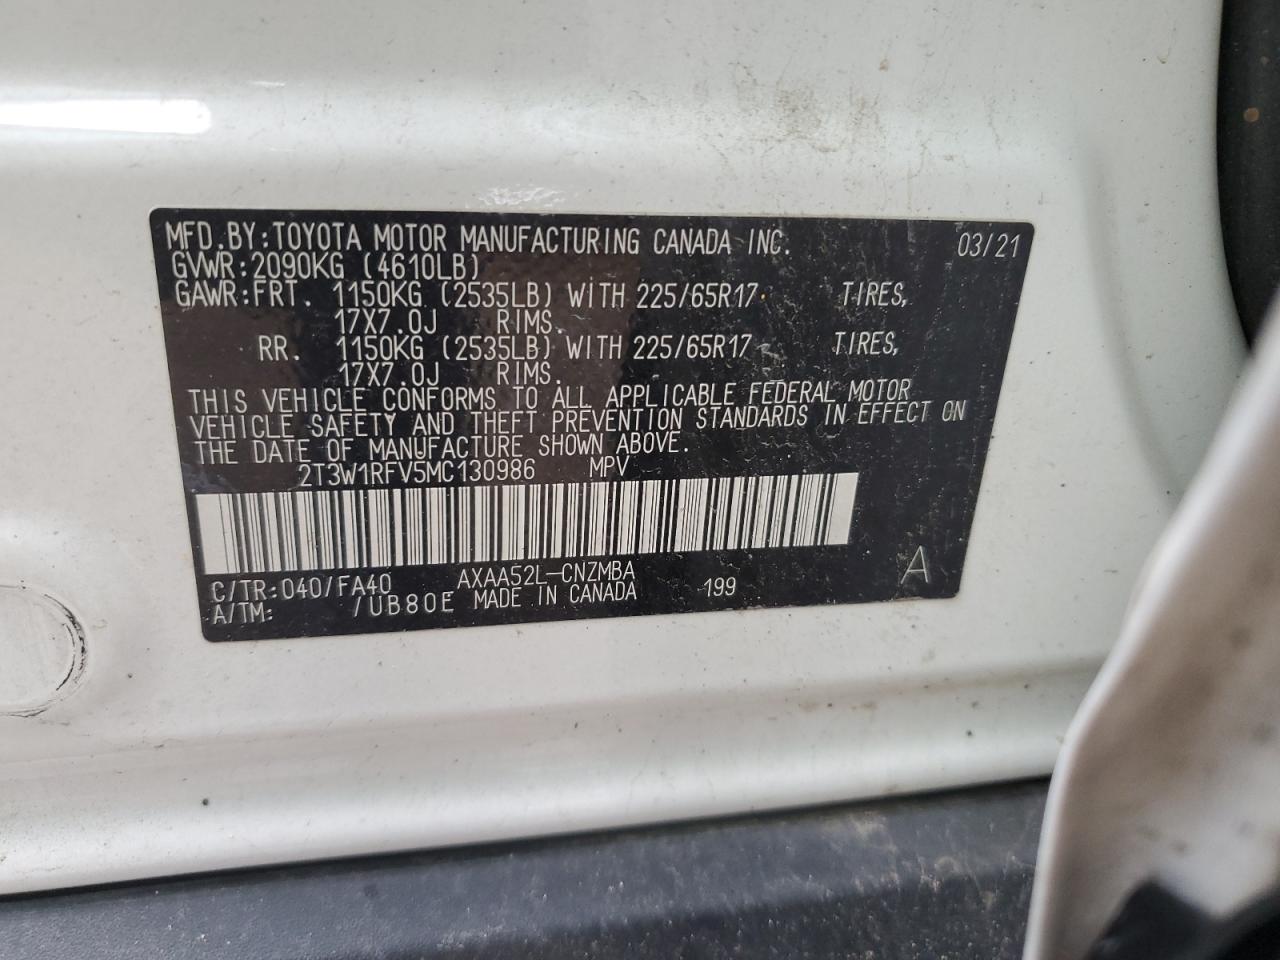 MFD.BY:TOYOTA MOTOR MANUFACTURING CANADA INC. 03/21
GVWR:2090KG (4610LB)
GAWR:FRT. 1150KG (2535LB) WITH 225/65R17 TIRES,
17X7.0J RIMS.
RR. 1150KG (2535LB) WITH 225/65R17 TIRES,
17X7.0J RIMS.
THIS VEHICLE CONFORMS TO ALL APPLICABLE FEDERAL MOTOR
VEHICLE SAFETY AND THEFT PREVENTION STANDARDS IN EFFECT ON
THE DATE OF MANUFACTURE SHOWN ABOVE.
2T3W1RFV5MC130986 MPV
C/TR:040/FA40 AXAA52L-CNZMBA A
A/TM: /UB80E MADE IN CANADA 199